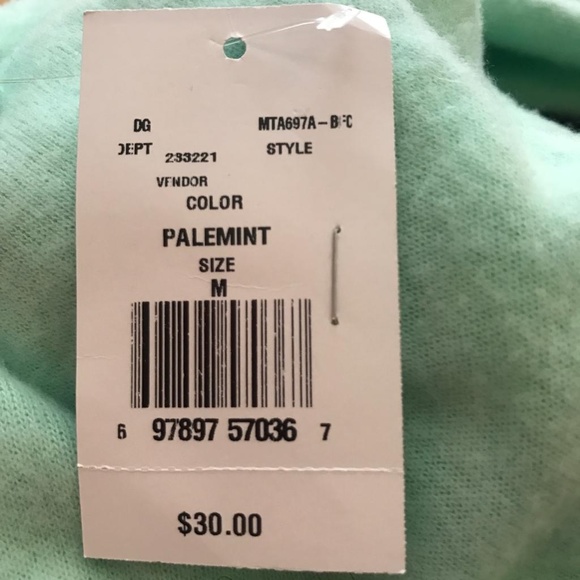 DG MTA697A-BFC
DEPT 233221 STYLE
VENDOR
COLOR
PALEMINT
SIZE
M
6 97897 57036 7
$30.00